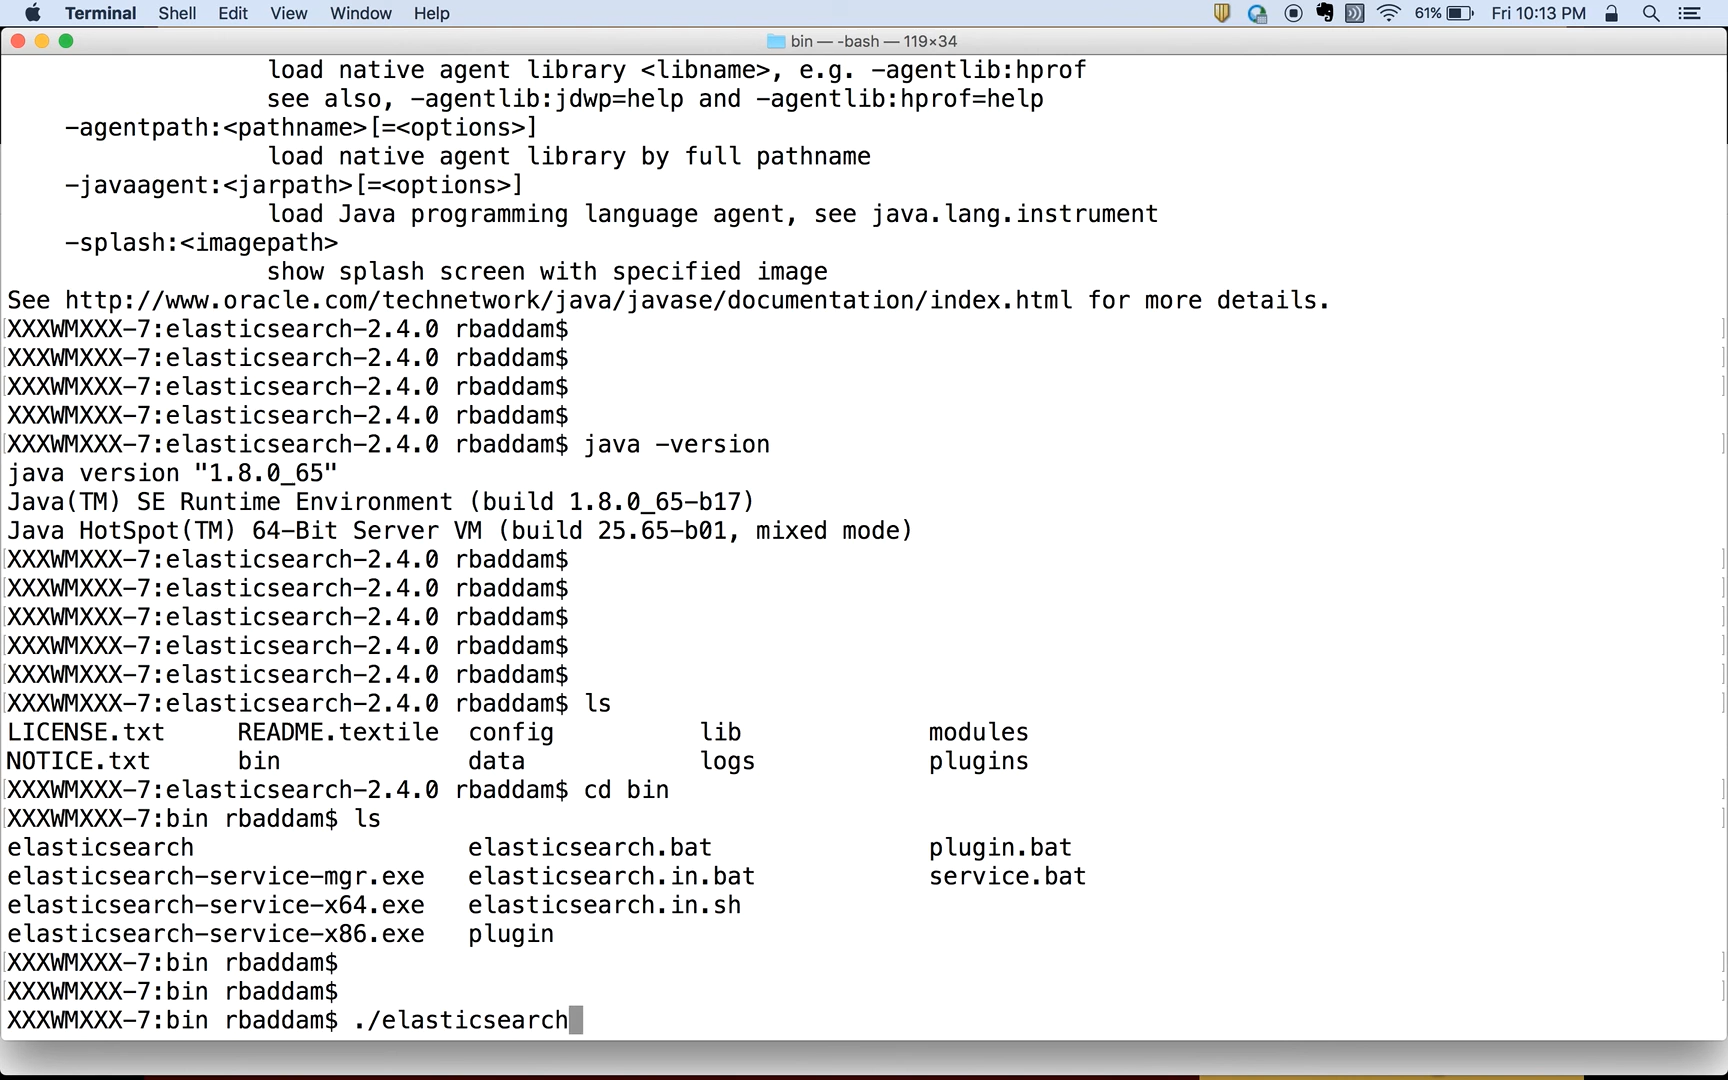 Terminal Shell Edit View Window Help 61% Fri 10:13 PM
bin — -bash — 119×34
load native agent library <libname>, e.g. -agentlib:hprof
see also, -agentlib:jdwp=help and -agentlib:hprof=help
-agentpath:<pathname>[=<options>]
load native agent library by full pathname
-javaagent:<jarpath>[=<options>]
load Java programming language agent, see java.lang.instrument
-splash:<imagepath>
show splash screen with specified image
See http://www.oracle.com/technetwork/java/javase/documentation/index.html for more details.
XXXWMXXX-7:elasticsearch-2.4.0 rbaddam$
XXXWMXXX-7:elasticsearch-2.4.0 rbaddam$
XXXWMXXX-7:elasticsearch-2.4.0 rbaddam$
XXXWMXXX-7:elasticsearch-2.4.0 rbaddam$
XXXWMXXX-7:elasticsearch-2.4.0 rbaddam$ java -version
java version "1.8.0_65"
Java(TM) SE Runtime Environment (build 1.8.0_65-b17)
Java HotSpot(TM) 64-Bit Server VM (build 25.65-b01, mixed mode)
XXXWMXXX-7:elasticsearch-2.4.0 rbaddam$
XXXWMXXX-7:elasticsearch-2.4.0 rbaddam$
XXXWMXXX-7:elasticsearch-2.4.0 rbaddam$
XXXWMXXX-7:elasticsearch-2.4.0 rbaddam$
XXXWMXXX-7:elasticsearch-2.4.0 rbaddam$
XXXWMXXX-7:elasticsearch-2.4.0 rbaddam$ ls
LICENSE.txt README.textile config lib modules
NOTICE.txt bin data logs plugins
XXXWMXXX-7:elasticsearch-2.4.0 rbaddam$ cd bin
XXXWMXXX-7:bin rbaddam$ ls
elasticsearch elasticsearch.bat plugin.bat
elasticsearch-service-mgr.exe elasticsearch.in.bat service.bat
elasticsearch-service-x64.exe elasticsearch.in.sh
elasticsearch-service-x86.exe plugin
XXXWMXXX-7:bin rbaddam$
XXXWMXXX-7:bin rbaddam$
XXXWMXXX-7:bin rbaddam$ ./elasticsearch